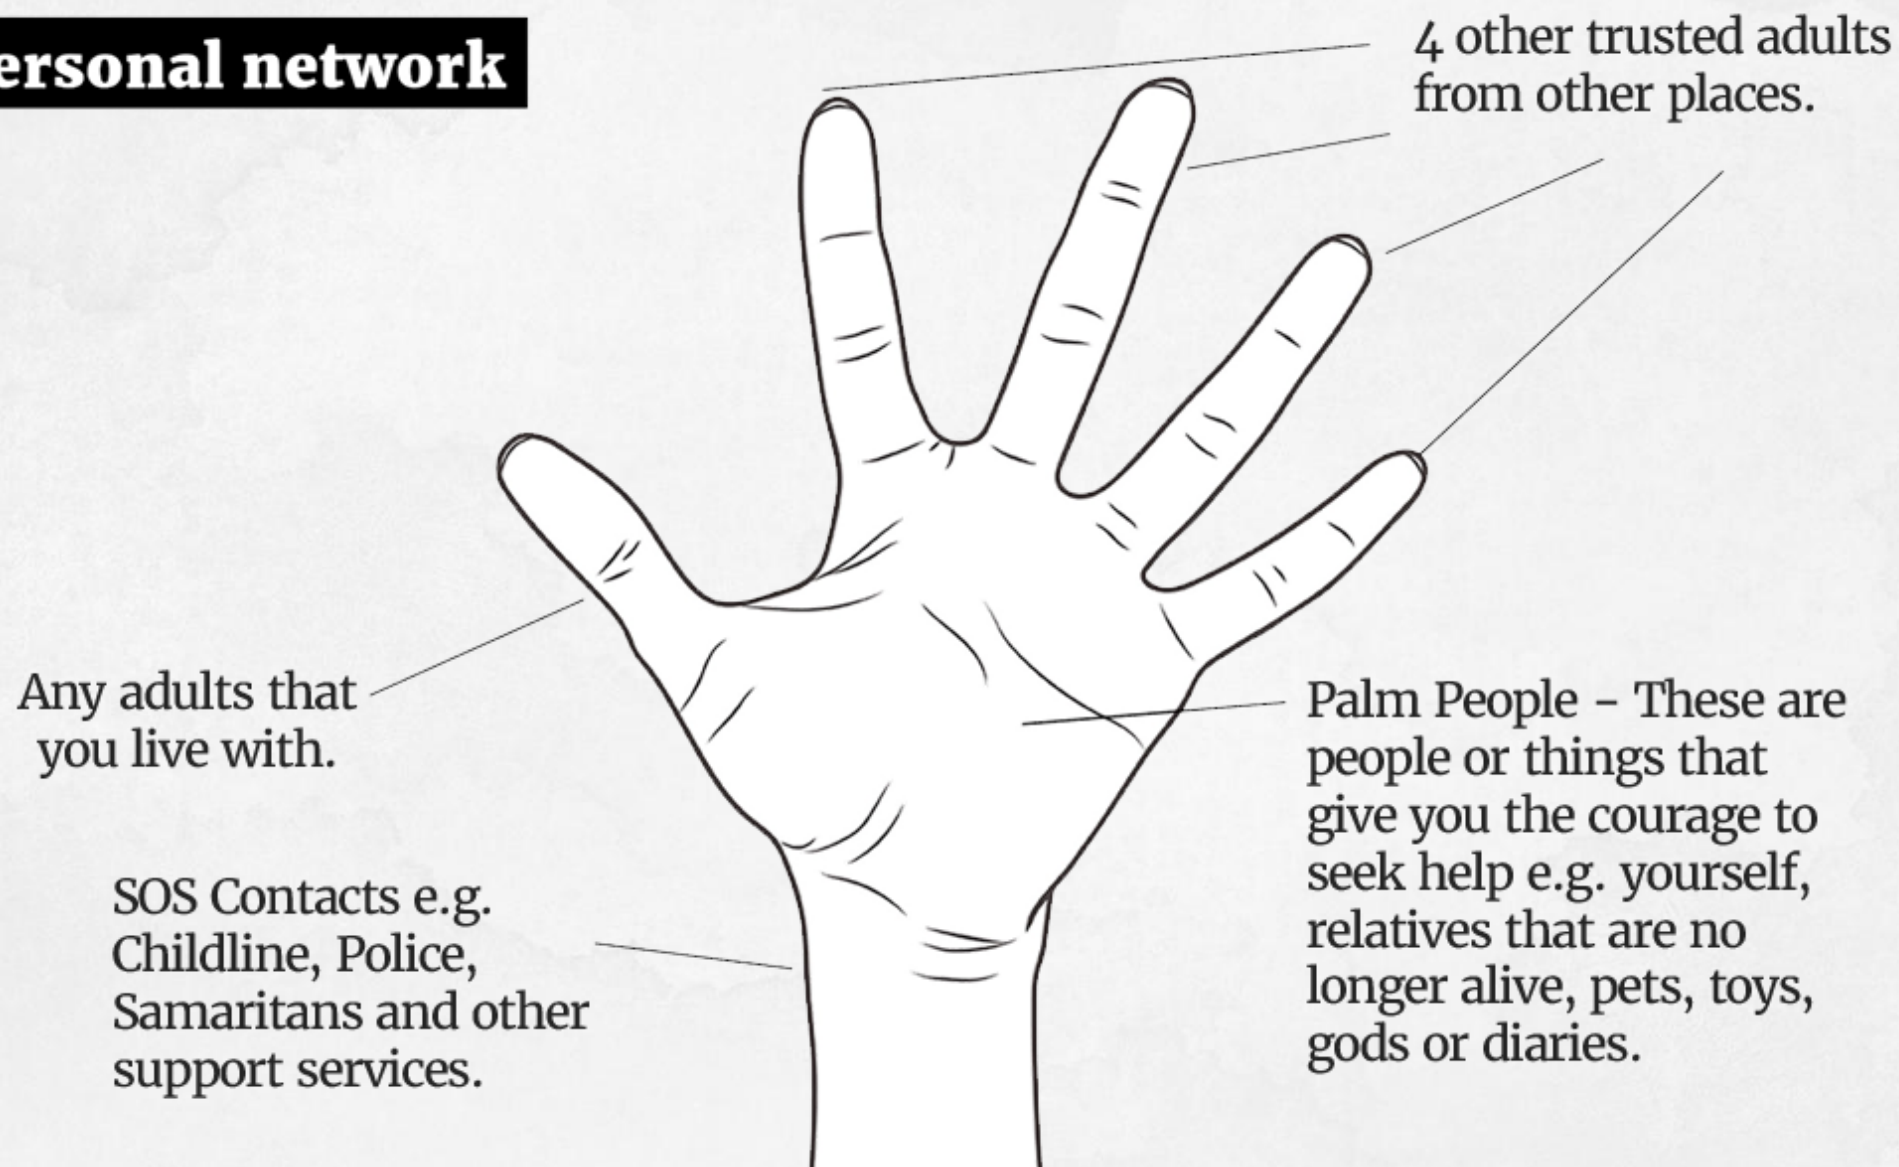 ersonal network
4 other trusted adults
from other places.
Any adults that
you live with.
SOS Contacts e.g.
Childline, Police,
Samaritans and other
support services.
Palm People – These are
people or things that
give you the courage to
seek help e.g. yourself,
relatives that are no
longer alive, pets, toys,
gods or diaries.